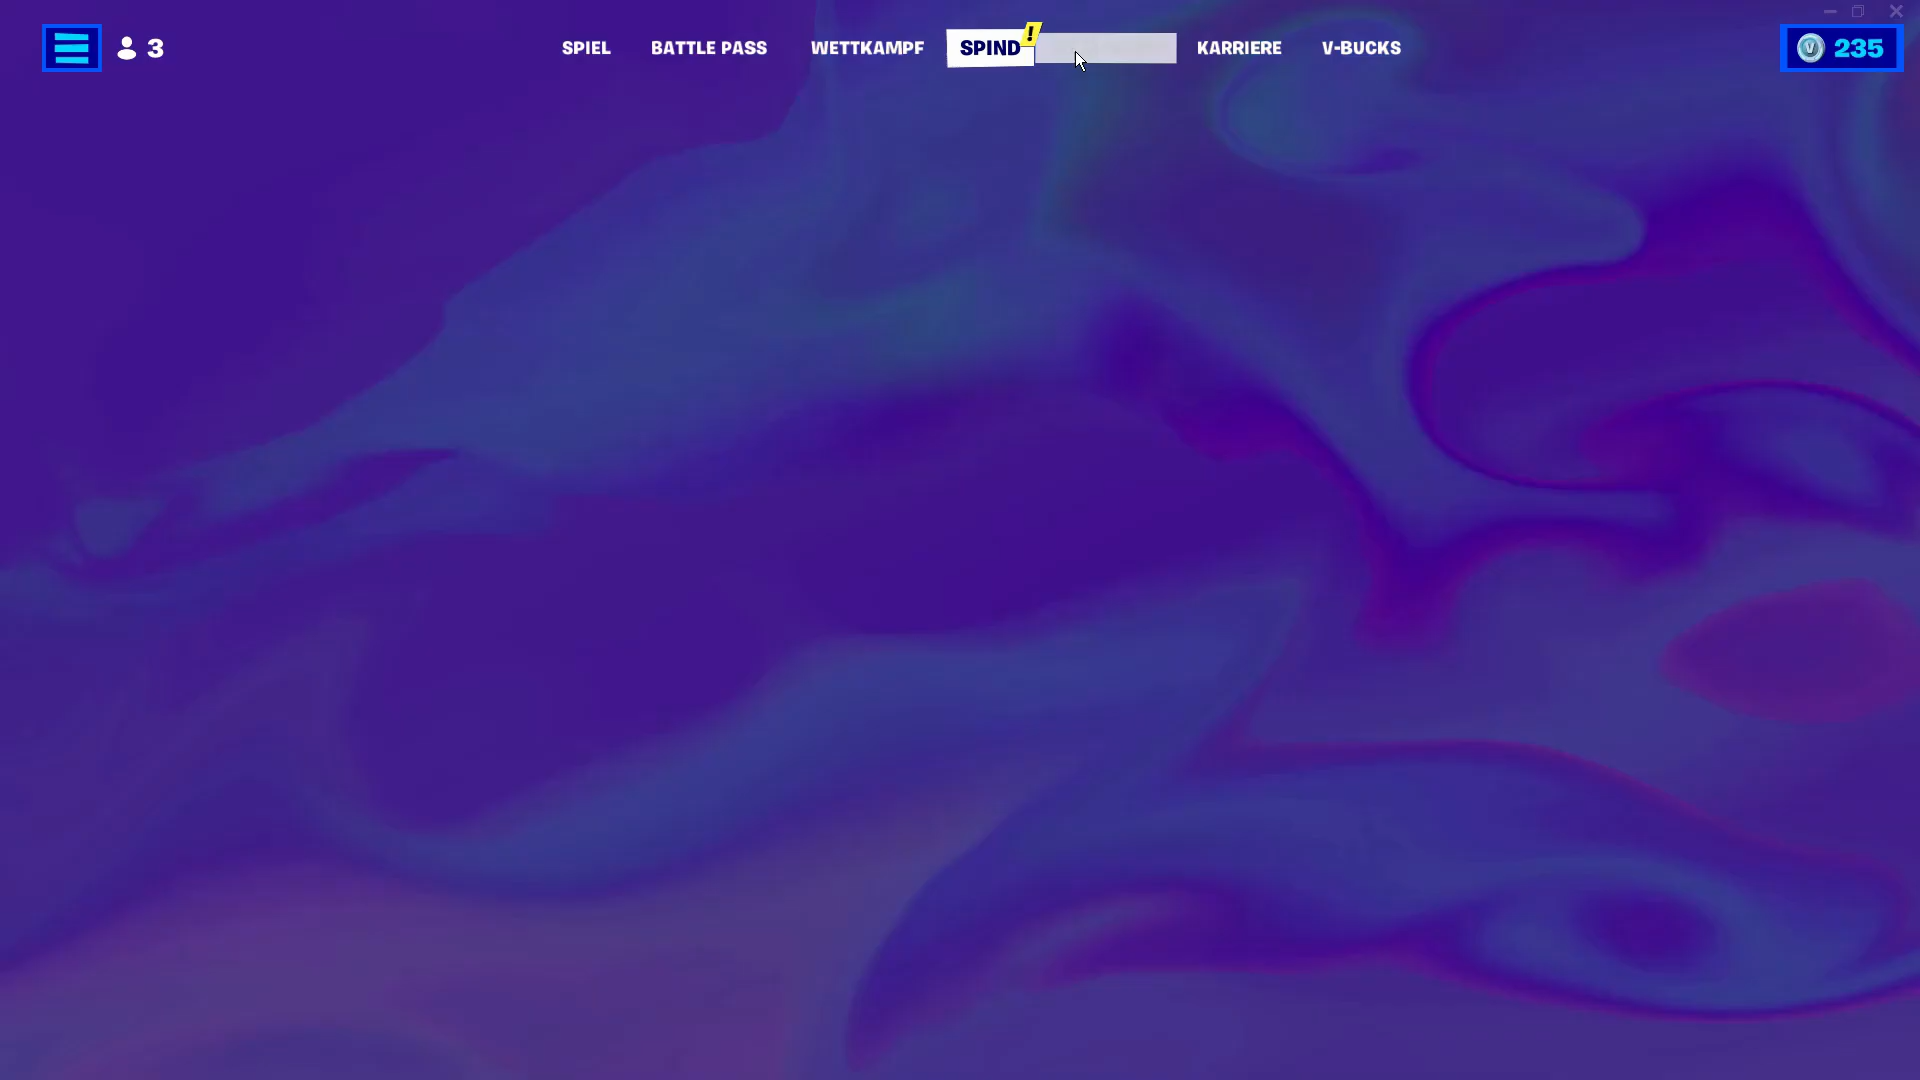 3
SPIEL
BATTLE PASS
WETTKAMPF
SPIND
!
KARRIERE
V-BUCKS
V
235